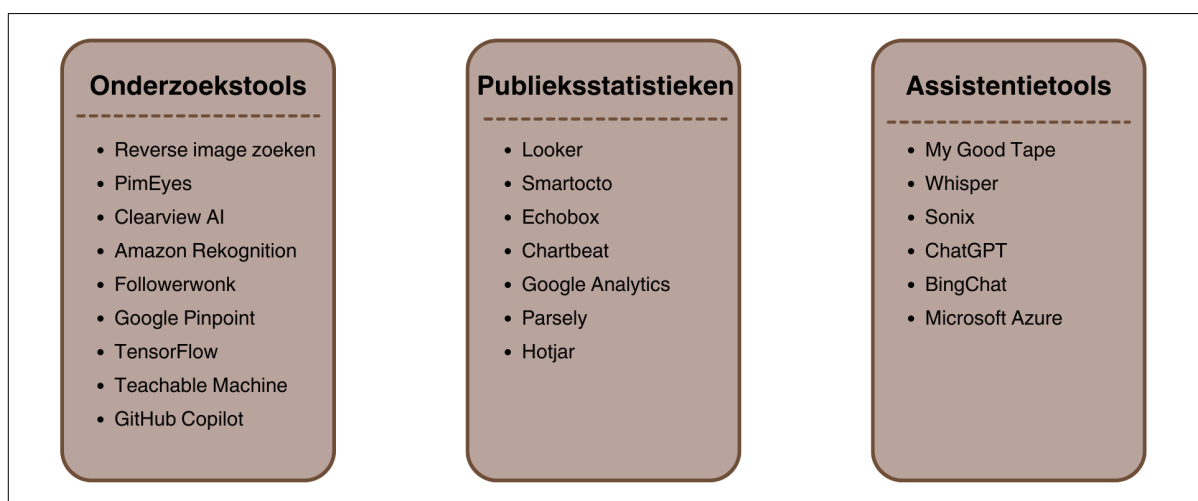 Onderzoekstools
• Reverse image zoeken
• PimEyes
• Clearview AI
• Amazon Rekognition
• Followerwonk
• Google Pinpoint
• TensorFlow
• Teachable Machine
• GitHub Copilot
Publieksstatistieken
• Looker
• Smartocto
• Echobox
• Chartbeat
• Google Analytics
• Parsely
• Hotjar
Assistentietools
• My Good Tape
• Whisper
• Sonix
• ChatGPT
• BingChat
• Microsoft Azure